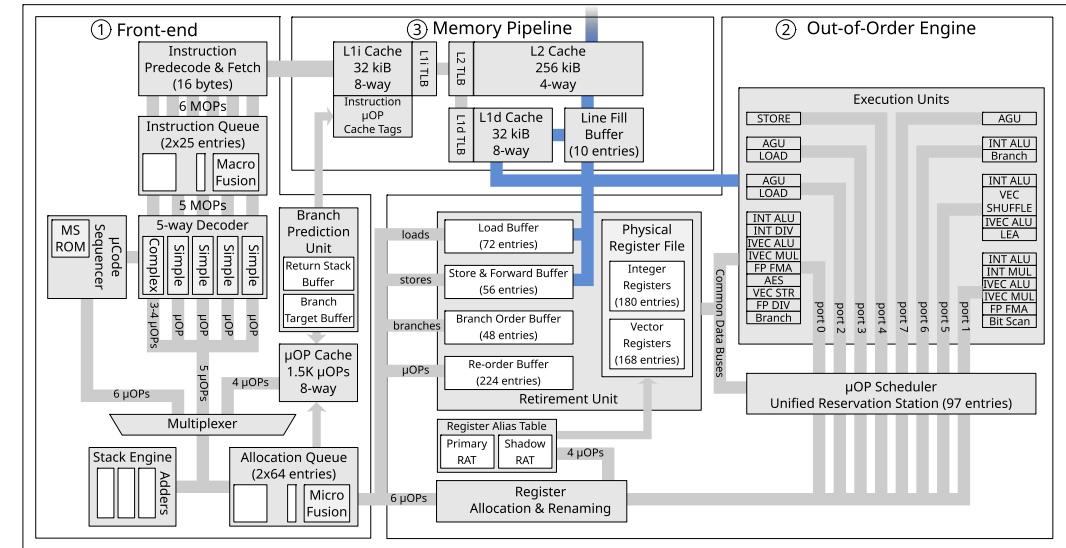 ① Front-end
③ Memory Pipeline
② Out-of-Order Engine
Instruction
Predecode & Fetch
(16 bytes)
6 MOPs
Instruction Queue
(2x25 entries)
Macro
Fusion
5 MOPs
MS
ROM
µCode
Sequencer
5-way Decoder
Complex
Simple
Simple
Simple
Simple
3-4 µOPs
µOP
µOP
µOP
µOP
5 µOPs
6 µOPs
4 µOPs
Multiplexer
Stack Engine
Adders
Allocation Queue
(2x64 entries)
Micro
Fusion
Branch
Prediction
Unit
Return Stack
Buffer
Branch
Target Buffer
µOP Cache
1.5K µOPs
8-way
L1i Cache
32 kiB
8-way
L1i TLB
Instruction
µOP
Cache Tags
L2 TLB
L2 Cache
256 kiB
4-way
L1d TLB
L1d Cache
32 kiB
8-way
Line Fill
Buffer
(10 entries)
loads
stores
branches
µOPs
Load Buffer
(72 entries)
Store & Forward Buffer
(56 entries)
Branch Order Buffer
(48 entries)
Re-order Buffer
(224 entries)
Retirement Unit
Physical
Register File
Integer
Registers
(180 entries)
Vector
Registers
(168 entries)
Register Alias Table
Primary
RAT
Shadow
RAT
4 µOPs
6 µOPs
Register
Allocation & Renaming
Common Data Buses
Execution Units
STORE
AGU
LOAD
AGU
LOAD
INT ALU
INT DIV
IVEC ALU
IVEC MUL
FP FMA
AES
VEC STR
FP DIV
Branch
port 0
port 2
port 3
port 4
port 7
port 6
port 5
port 1
AGU
INT ALU
Branch
INT ALU
VEC
SHUFFLE
IVEC ALU
LEA
INT ALU
INT MUL
IVEC ALU
IVEC MUL
FP FMA
Bit Scan
µOP Scheduler
Unified Reservation Station (97 entries)